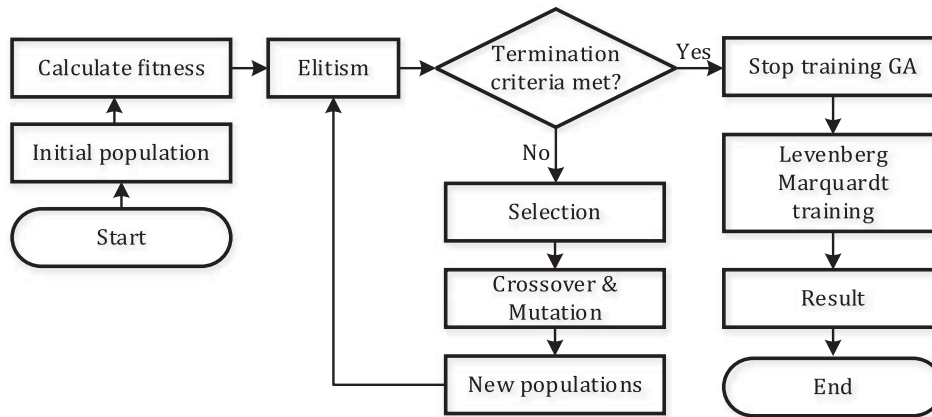 Start
Initial population
Calculate fitness
Elitism
Termination
criteria met?
Yes
No
Selection
Crossover &
Mutation
New populations
Stop training GA
Levenberg
Marquardt
training
Result
End